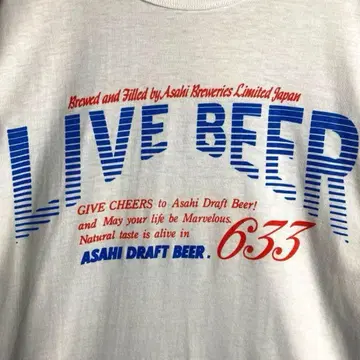 Brewed and Filled by Asahi Breweries Limited Japan
LIVE BEER
GIVE CHEERS to Asahi Draft Beer!
and May your life be Marvelous.
Natural taste is alive in
ASAHI DRAFT BEER. 633